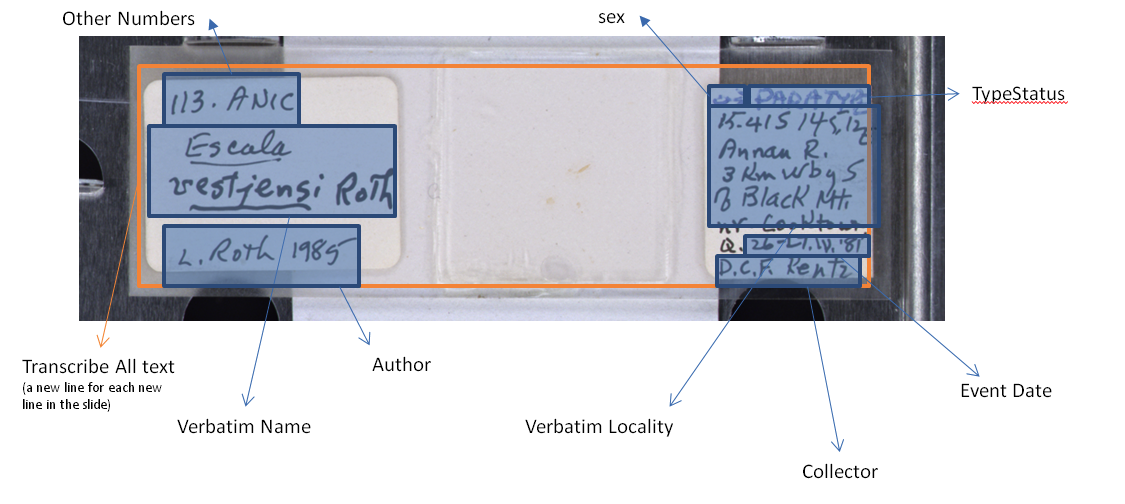 Other Numbers
sex
TypeStatus
113. ANIC
Escala
vestjensi Roth
L. Roth 1985
PARATYPE
15.41S 145.12E
Annan R.
3 km W by S
Black Mt.
nr Cooktown
Q. 26-27.IV.'81
D.C.F. Rentz
Transcribe All text
(a new line for each new
line in the slide)
Author
Verbatim Name
Verbatim Locality
Event Date
Collector